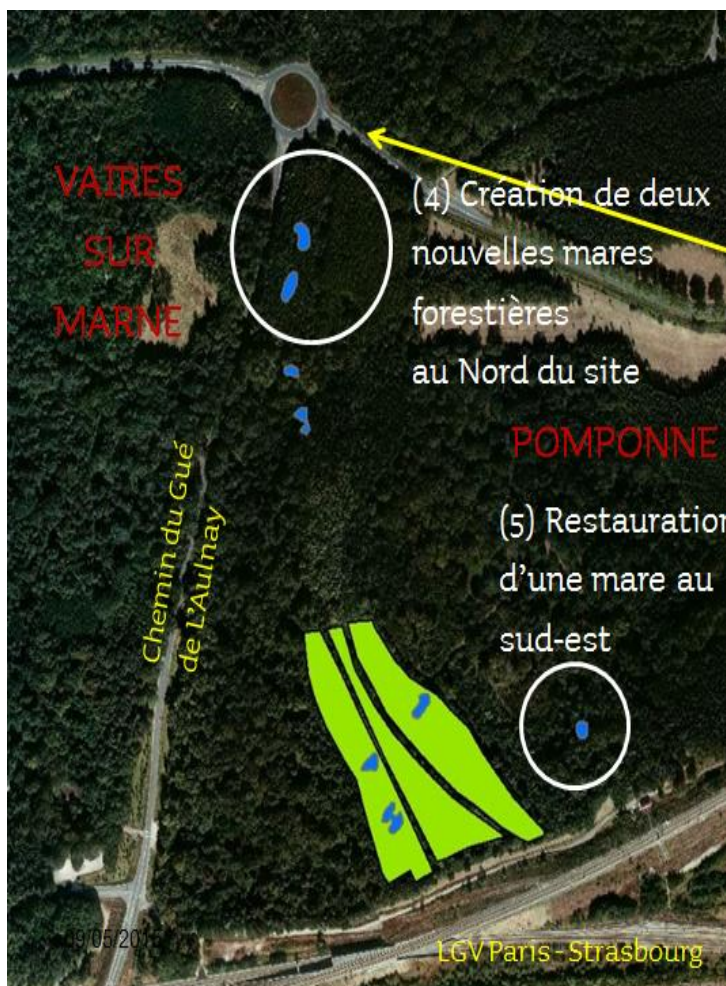 VAIRES
SUR
MARNE
(4) Création de deux
nouvelles mares
forestières
au Nord du site
POMPONNE
(5) Restauration
d'une mare au
sud-est
Chemin du Gué
de L'Aulnay
LGV Paris - Strasbourg